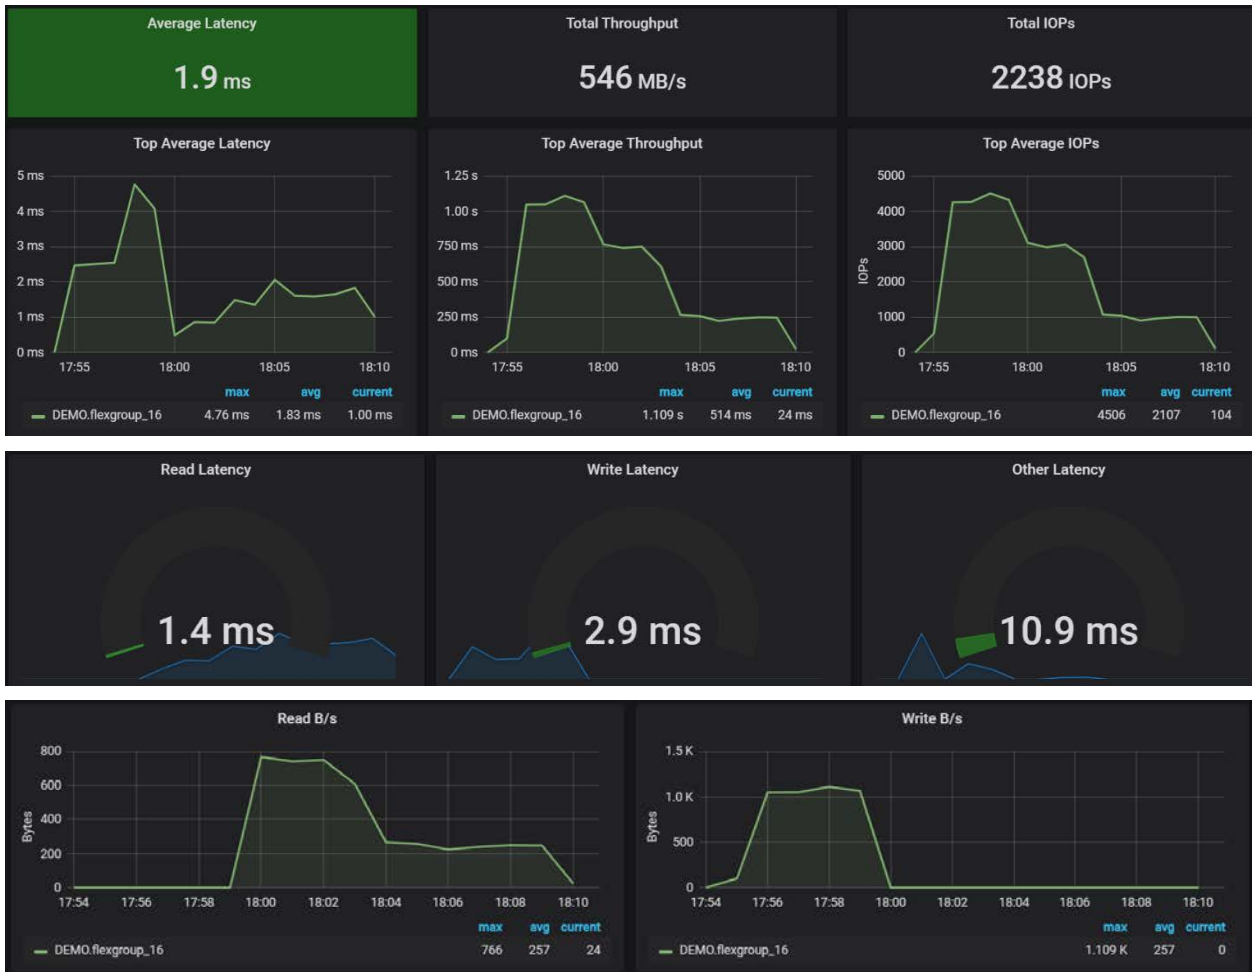 Average Latency
1.9 ms
Total Throughput
546 MB/s
Total IOPs
2238 IOPs
Top Average Latency
5 ms
4 ms
3 ms
2 ms
1 ms
0 ms
17:55 18:00 18:05 18:10
max avg current
DEMO.flexgroup_16 4.76 ms 1.83 ms 1.00 ms
Top Average Throughput
1.25 s
1.00 s
750 ms
500 ms
250 ms
0 ms
17:55 18:00 18:05 18:10
max avg current
DEMO.flexgroup_16 1.109 s 514 ms 24 ms
Top Average IOPs
IOPs
5000
4000
3000
2000
1000
0
17:55 18:00 18:05 18:10
max avg current
DEMO.flexgroup_16 4506 2107 104
Read Latency
1.4 ms
Write Latency
2.9 ms
Other Latency
10.9 ms
Read B/s
Bytes
800
600
400
200
0
17:54 17:56 17:58 18:00 18:02 18:04 18:06 18:08 18:10
max avg current
DEMO.flexgroup_16 766 257 24
Write B/s
Bytes
1.5 K
1.0 K
500
0
17:54 17:56 17:58 18:00 18:02 18:04 18:06 18:08 18:10
max avg current
DEMO.flexgroup_16 1.109 K 257 0